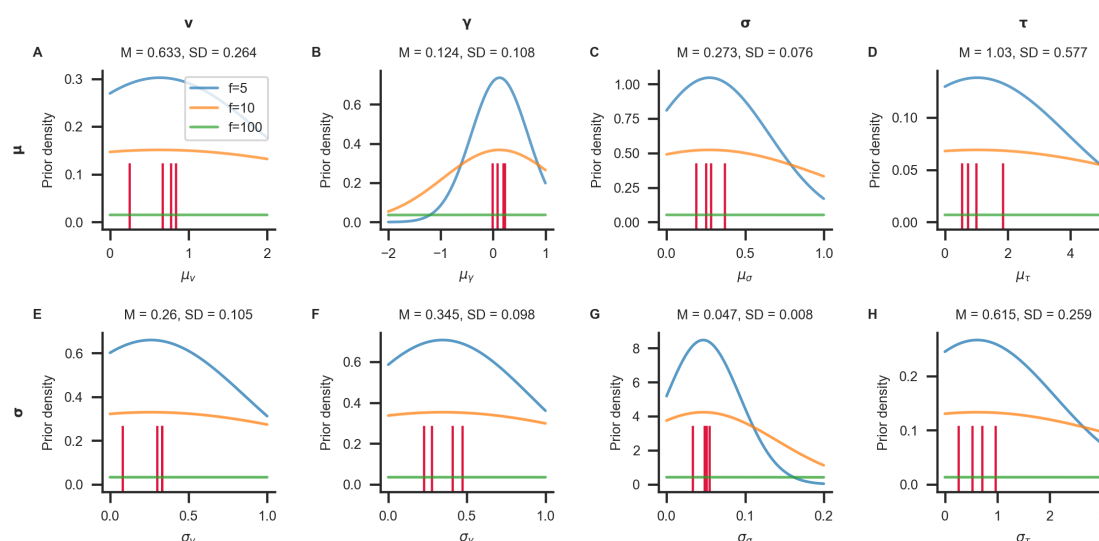 v γ σ τ
A M = 0.633, SD = 0.264
B M = 0.124, SD = 0.108
C M = 0.273, SD = 0.076
D M = 1.03, SD = 0.577
μ
Prior density
0.3
0.2
0.1
0.0
f=5
f=10
f=100
0 1 2
μᵥ
Prior density
0.6
0.4
0.2
0.0
−2 −1 0 1
μᵧ
Prior density
1.00
0.75
0.50
0.25
0.00
0.0 0.5 1.0
μ_σ
Prior density
0.10
0.05
0.00
0 2 4
μ_τ
E M = 0.26, SD = 0.105
F M = 0.345, SD = 0.098
G M = 0.047, SD = 0.008
H M = 0.615, SD = 0.259
σ
Prior density
0.6
0.4
0.2
0.0
0.0 0.5 1.0
σᵥ
Prior density
0.6
0.4
0.2
0.0
0.0 0.5 1.0
σᵧ
Prior density
8
6
4
2
0
0.0 0.1 0.2
σ_σ
Prior density
0.2
0.1
0.0
0 2
σ_τ